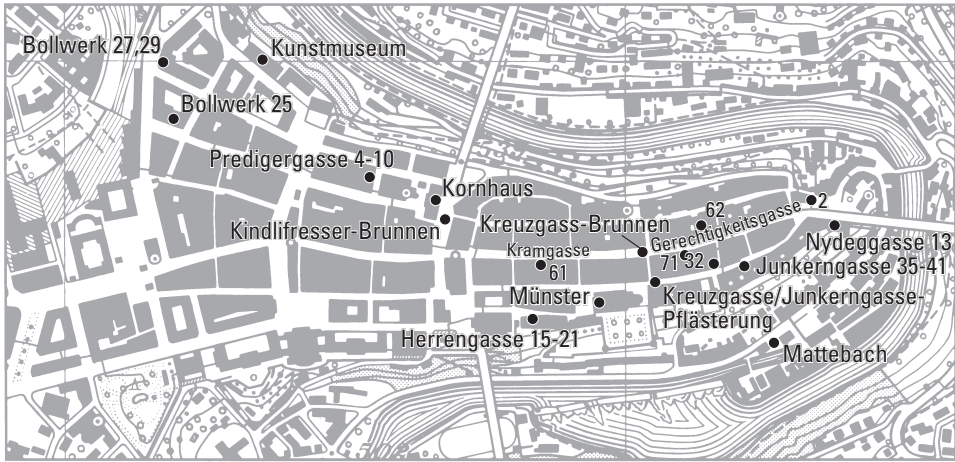 Bollwerk 27,29
Kunstmuseum
Bollwerk 25
Predigergasse 4-10
Kornhaus
Kindlifresser-Brunnen
Kreuzgass-Brunnen
62
Gerechtigkeitsgasse
2
Kramgasse
61
71
32
Nydeggasse 13
Junkerngasse 35-41
Münster
Kreuzgasse/Junkerngasse-
Pflästerung
Herrengasse 15-21
Mattebach